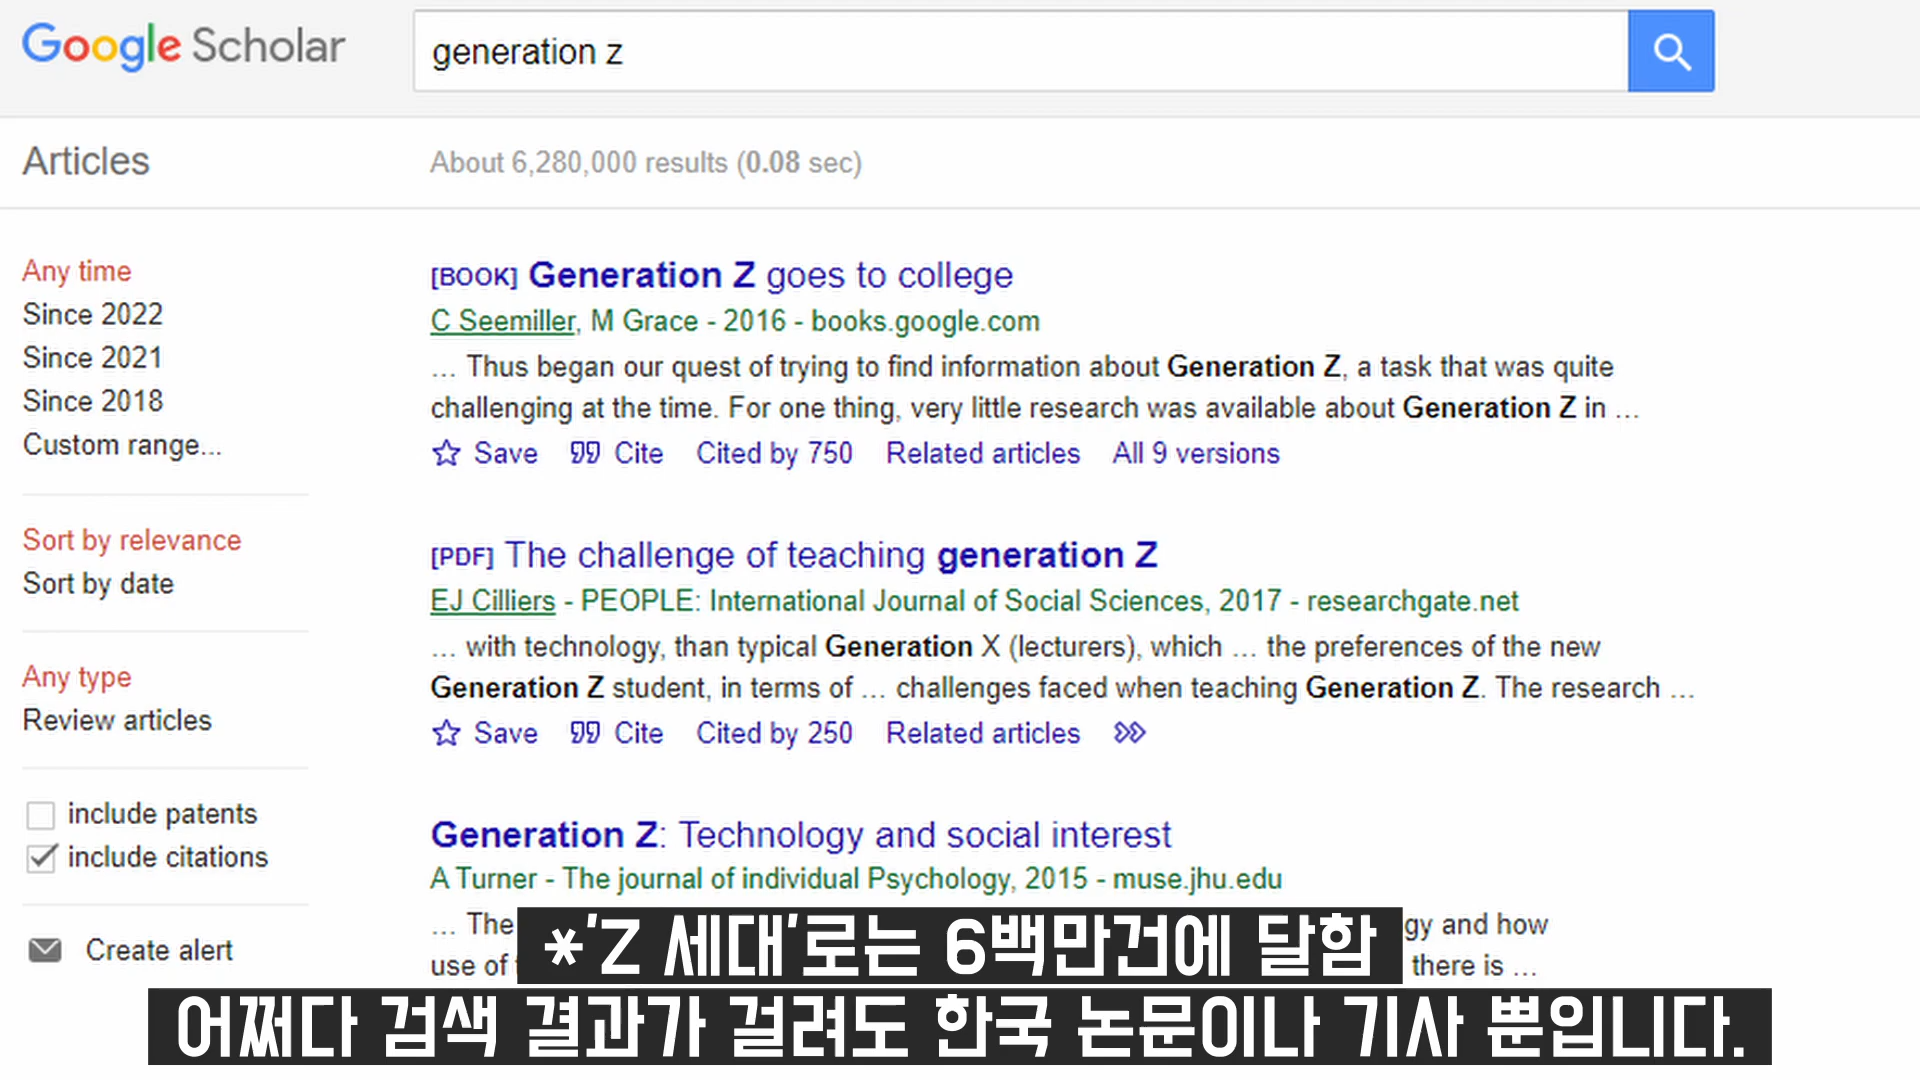 Google Scholar
generation z
Articles
About 6,280,000 results (0.08 sec)
Any time
Since 2022
Since 2021
Since 2018
Custom range...
Sort by relevance
Sort by date
Any type
Review articles
include patents
include citations
Create alert
[BOOK] Generation Z goes to college
C Seemiller, M Grace - 2016 - books.google.com
… Thus began our quest of trying to find information about Generation Z, a task that was quite
challenging at the time. For one thing, very little research was available about Generation Z in …
Save Cite Cited by 750 Related articles All 9 versions
[PDF] The challenge of teaching generation Z
EJ Cilliers - PEOPLE: International Journal of Social Sciences, 2017 - researchgate.net
… with technology, than typical Generation X (lecturers), which … the preferences of the new
Generation Z student, in terms of … challenges faced when teaching Generation Z. The research …
Save Cite Cited by 250 Related articles
Generation Z: Technology and social interest
A Turner - The journal of individual Psychology, 2015 - muse.jhu.edu
… The gy and how
use of there is …
*'Z 세대'로는 6백만건에 달함
어쩌다 검색 결과가 걸려도 한국 논문이나 기사 뿐입니다.